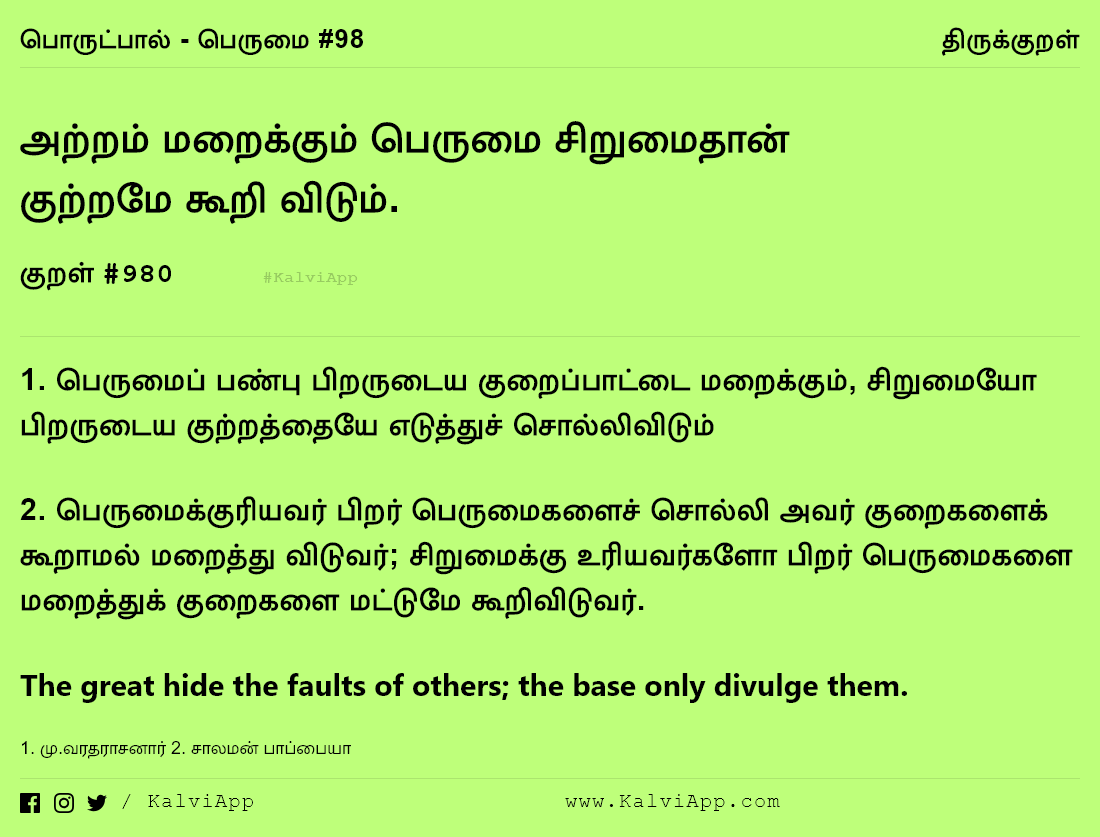 பொருட்பால் - பெருமை #98
திருக்குறள்
அற்றம் மறைக்கும் பெருமை சிறுமைதான்
குற்றமே கூறி விடும்.
குறள் #980
#KalviApp
1. பெருமைப் பண்பு பிறருடைய குறைப்பாட்டை மறைக்கும், சிறுமையோ
பிறருடைய குற்றத்தையே எடுத்துச் சொல்லிவிடும்
2. பெருமைக்குரியவர் பிறர் பெருமைகளைச் சொல்லி அவர் குறைகளைக்
கூறாமல் மறைத்து விடுவர்; சிறுமைக்கு உரியவர்களோ பிறர் பெருமைகளை
மறைத்துக் குறைகளை மட்டுமே கூறிவிடுவர்.
The great hide the faults of others; the base only divulge them.
1. மு.வரதராசனார் 2. சாலமன் பாப்பையா
/ KalviApp
www.KalviApp.com